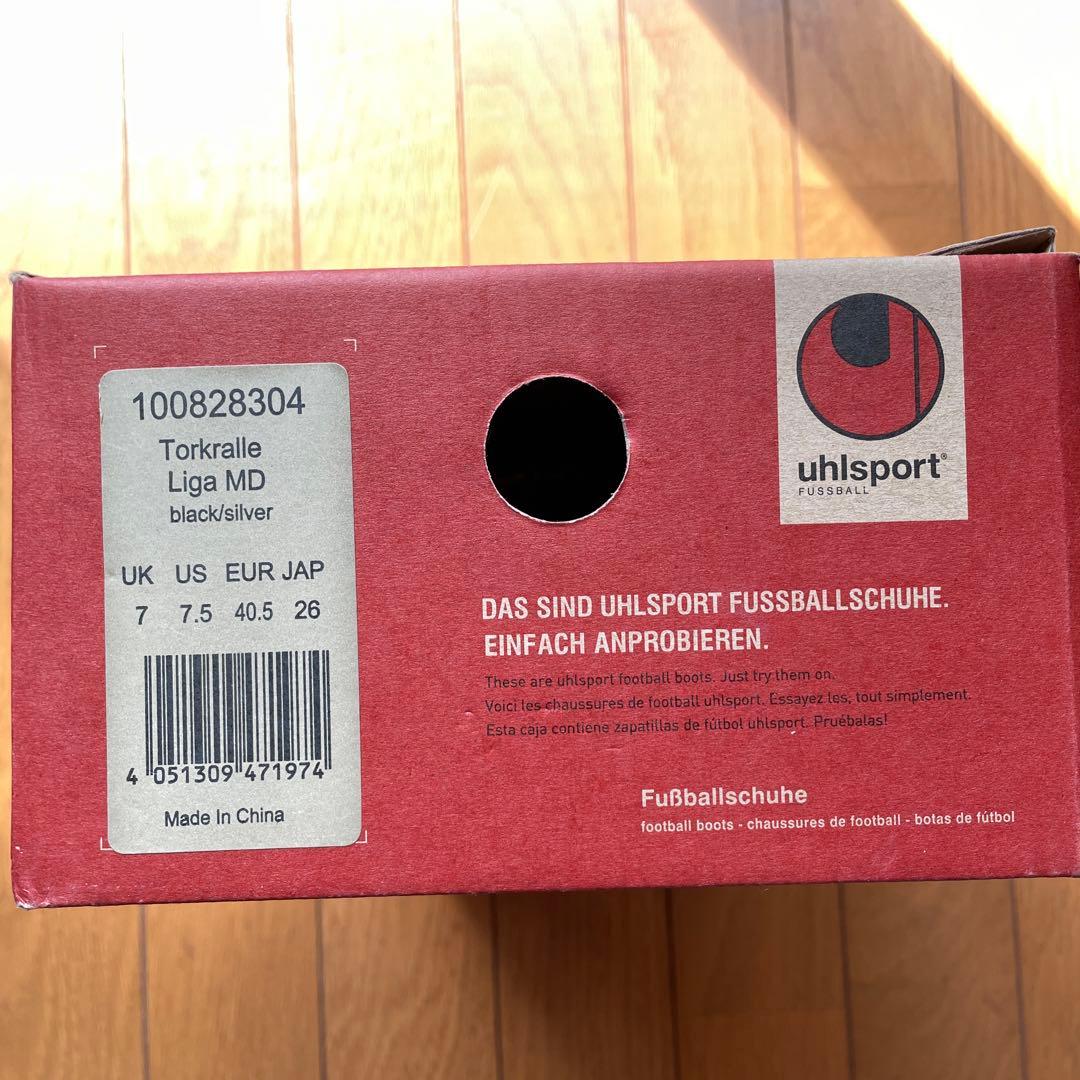 100828304
Torkralle
Liga MD
black/silver
UK US EUR JAP
7 7.5 40.5 26
4 051309 471974
Made In China
uhlsport®
FUSSBALL
DAS SIND UHLSPORT FUSSBALLSCHUHE.
EINFACH ANPROBIEREN.
These are uhlsport football boots. Just try them on.
Voici les chaussures de football uhlsport. Essayez les, tout simplement.
Esta caja contiene zapatillas de fútbol uhlsport. Pruébalas!
Fußballschuhe
football boots - chaussures de football - botas de fútbol